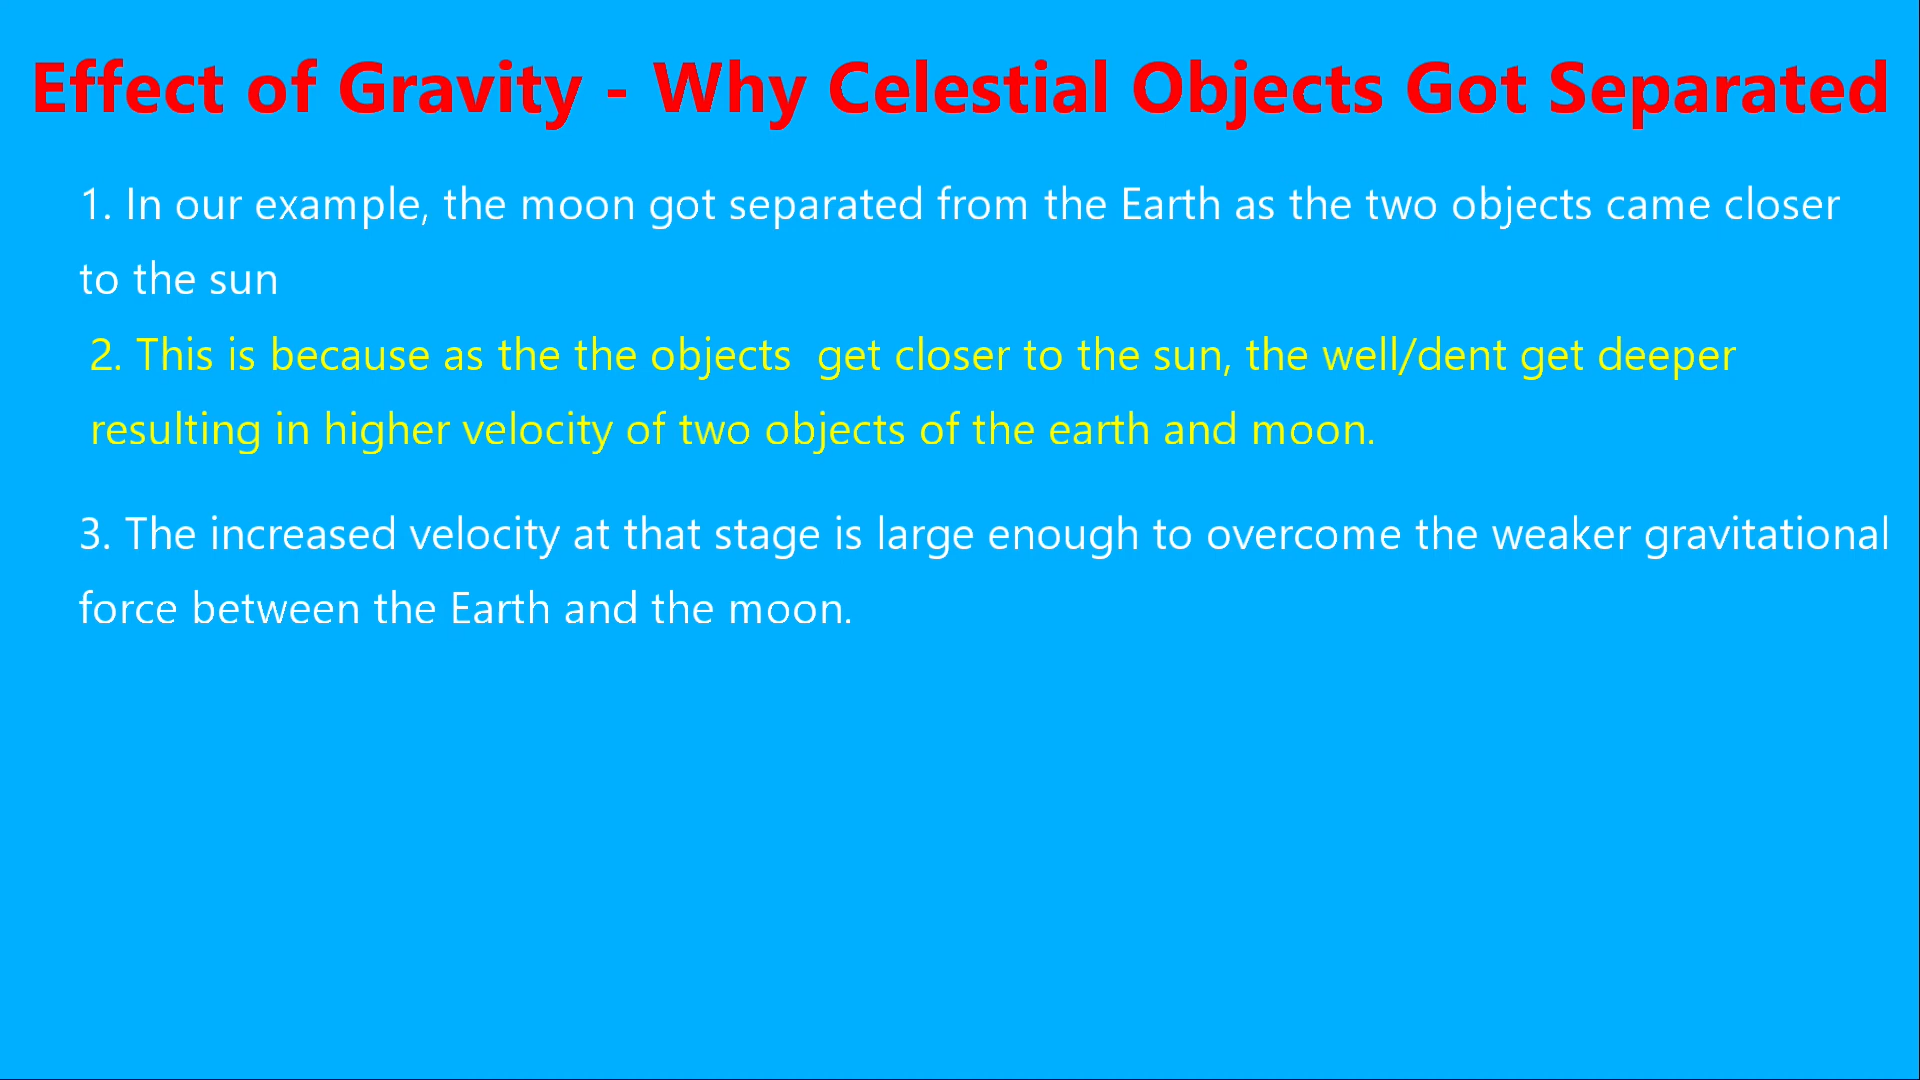 Effect of Gravity - Why Celestial Objects Got Separated
1. In our example, the moon got separated from the Earth as the two objects came closer
to the sun
2. This is because as the the objects  get closer to the sun, the well/dent get deeper
resulting in higher velocity of two objects of the earth and moon.
3. The increased velocity at that stage is large enough to overcome the weaker gravitational
force between the Earth and the moon.